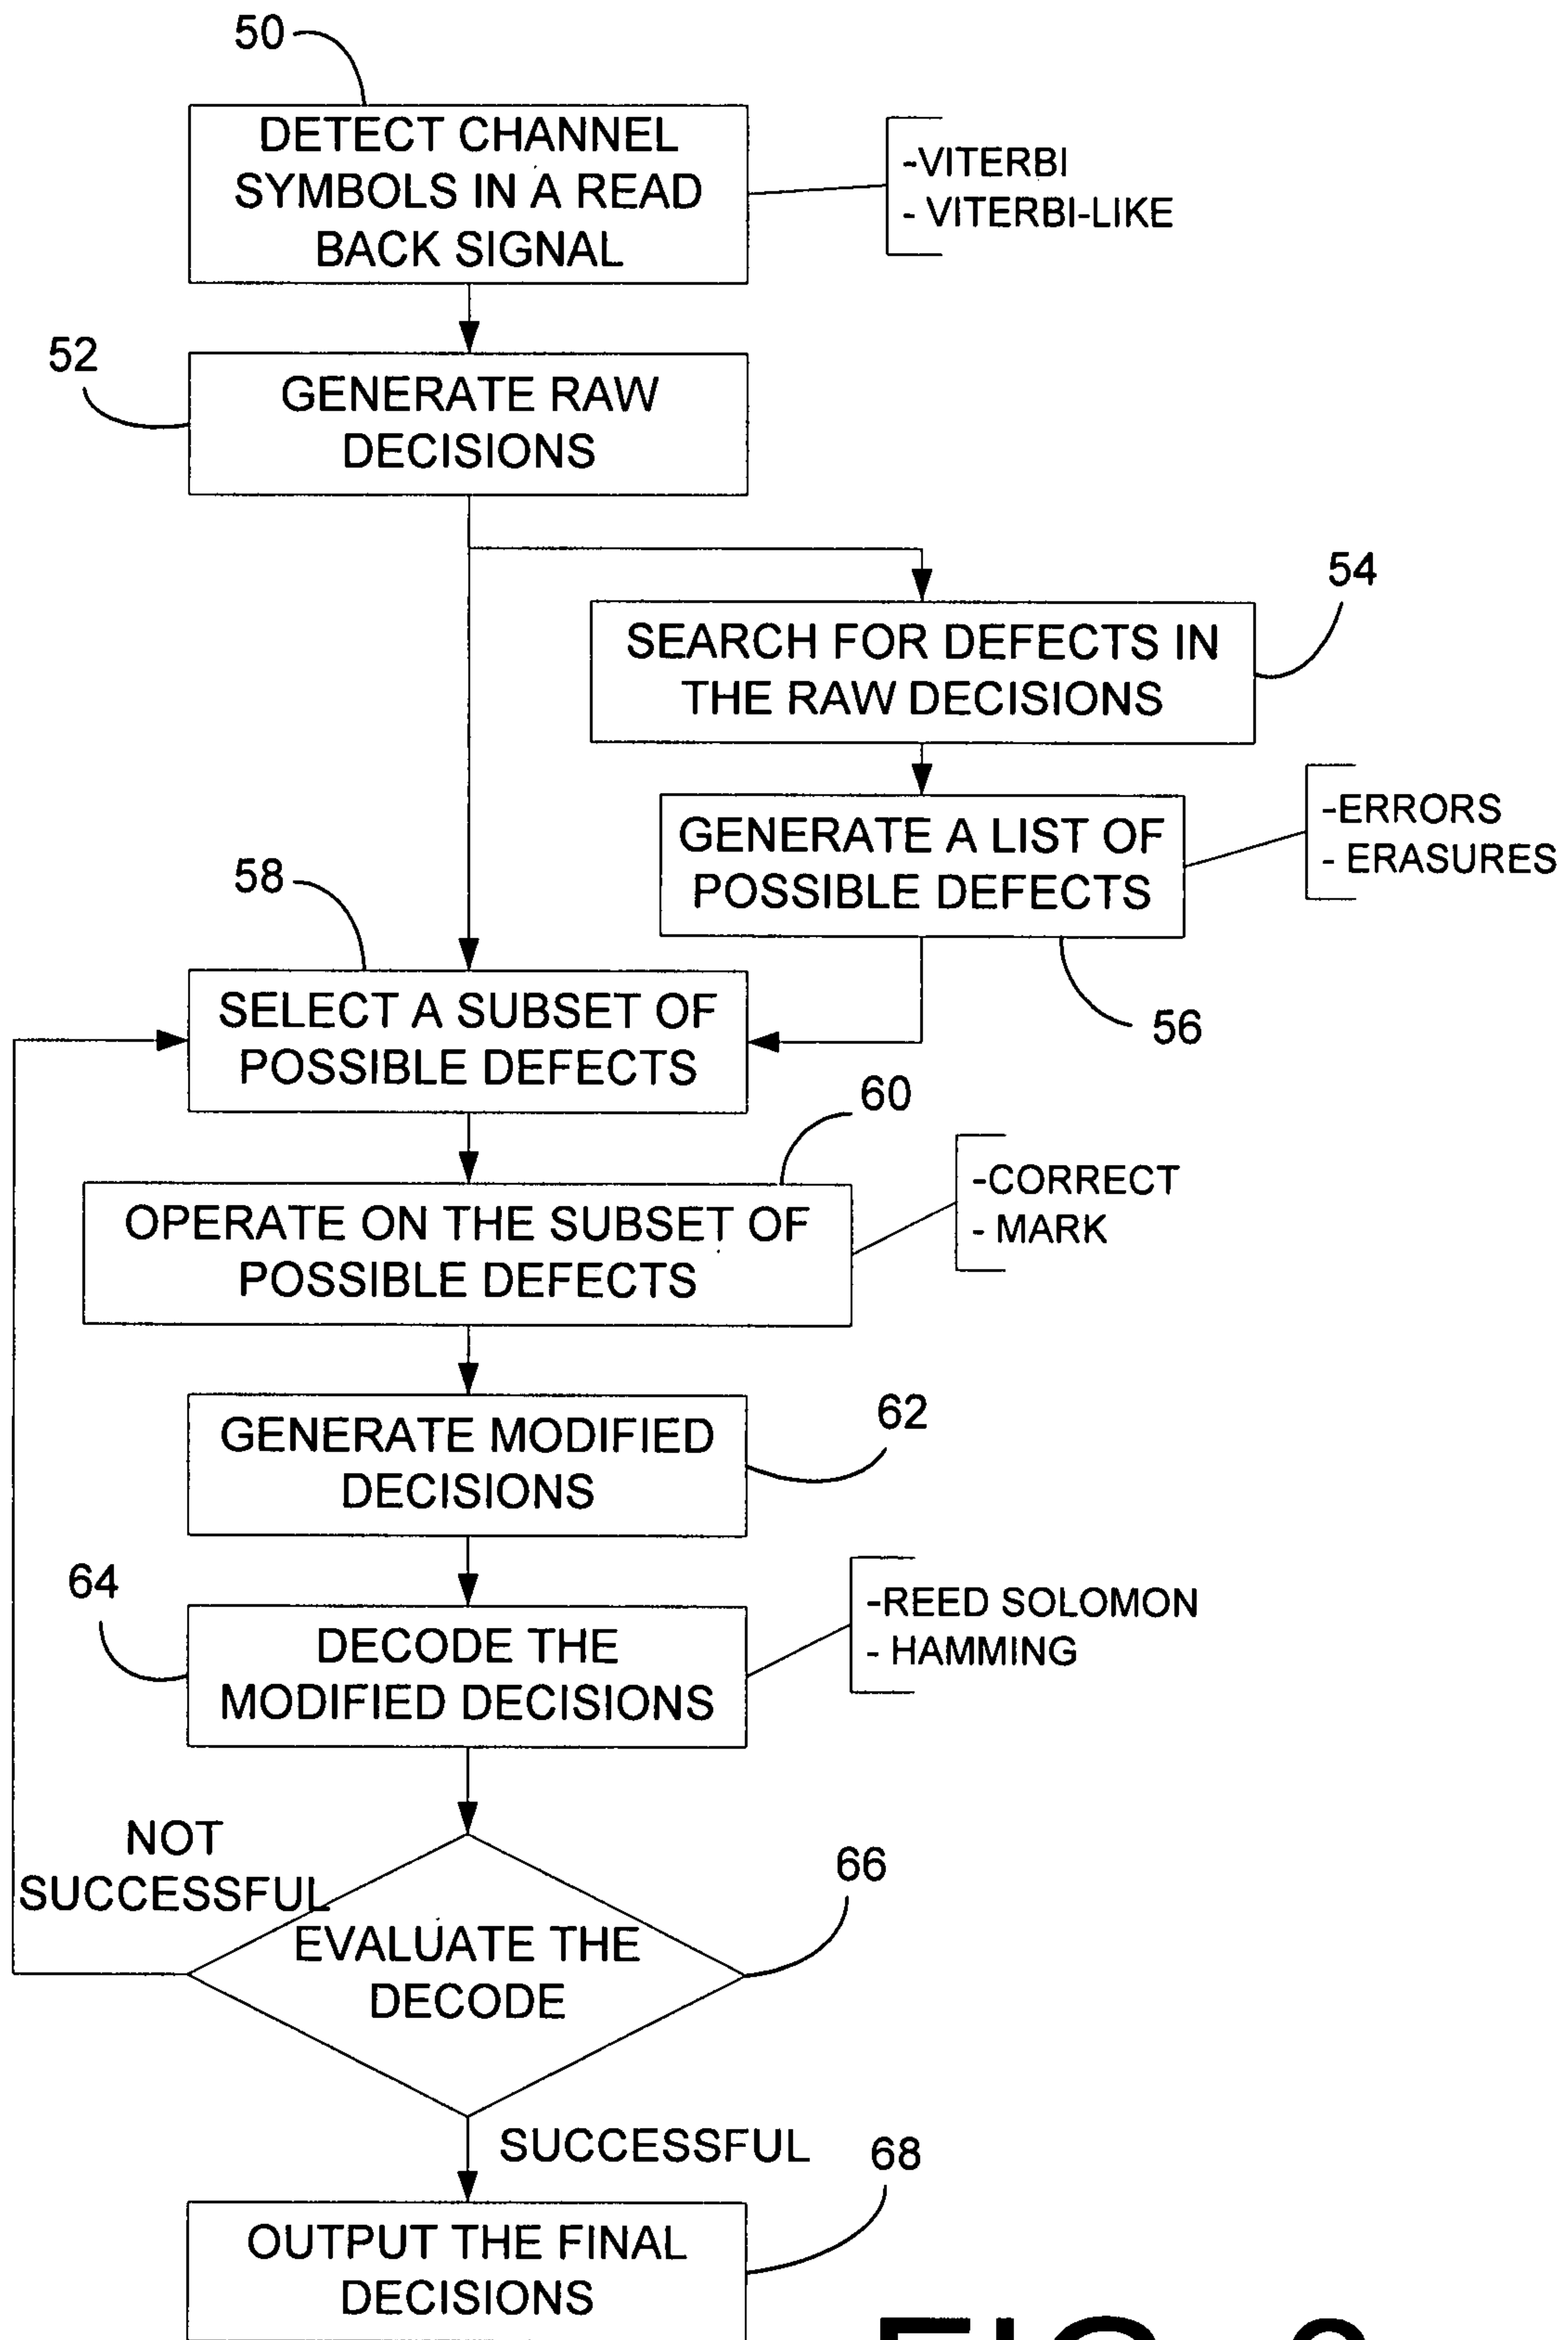 50
DETECT CHANNEL
SYMBOLS IN A READ
BACK SIGNAL
-VITERBI
- VITERBI-LIKE
52
GENERATE RAW
DECISIONS
54
SEARCH FOR DEFECTS IN
THE RAW DECISIONS
GENERATE A LIST OF
POSSIBLE DEFECTS
-ERRORS
- ERASURES
56
58
SELECT A SUBSET OF
POSSIBLE DEFECTS
60
OPERATE ON THE SUBSET OF
POSSIBLE DEFECTS
-CORRECT
- MARK
62
GENERATE MODIFIED
DECISIONS
64
DECODE THE
MODIFIED DECISIONS
-REED SOLOMON
- HAMMING
NOT
SUCCESSFUL
66
EVALUATE THE
DECODE
SUCCESSFUL
68
OUTPUT THE FINAL
DECISIONS